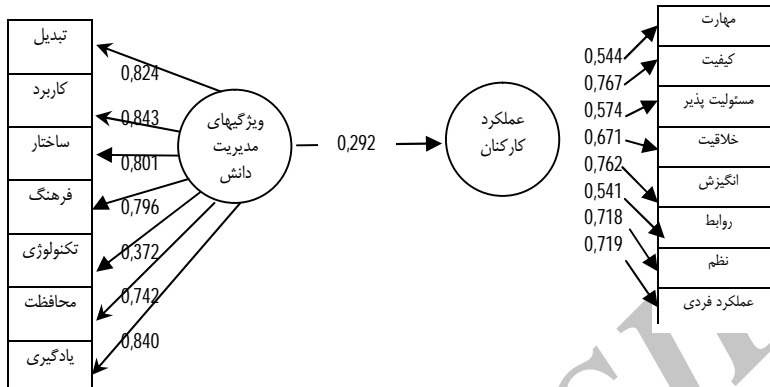 تبدیل
کاربرد
ساختار
فرهنگ
تکنولوژی
محافظت
یادگیری
0,824
0,843
0,801
0,796
0,372
0,742
0,840
ویژگیهای
مدیریت
دانش
0,292
عملکرد
کارکنان
0,544
0,767
0,574
0,671
0,762
0,541
0,718
0,719
مهارت
کیفیت
مسئولیت پذیر
خلاقیت
انگیزش
روابط
نظم
عملکرد فردی